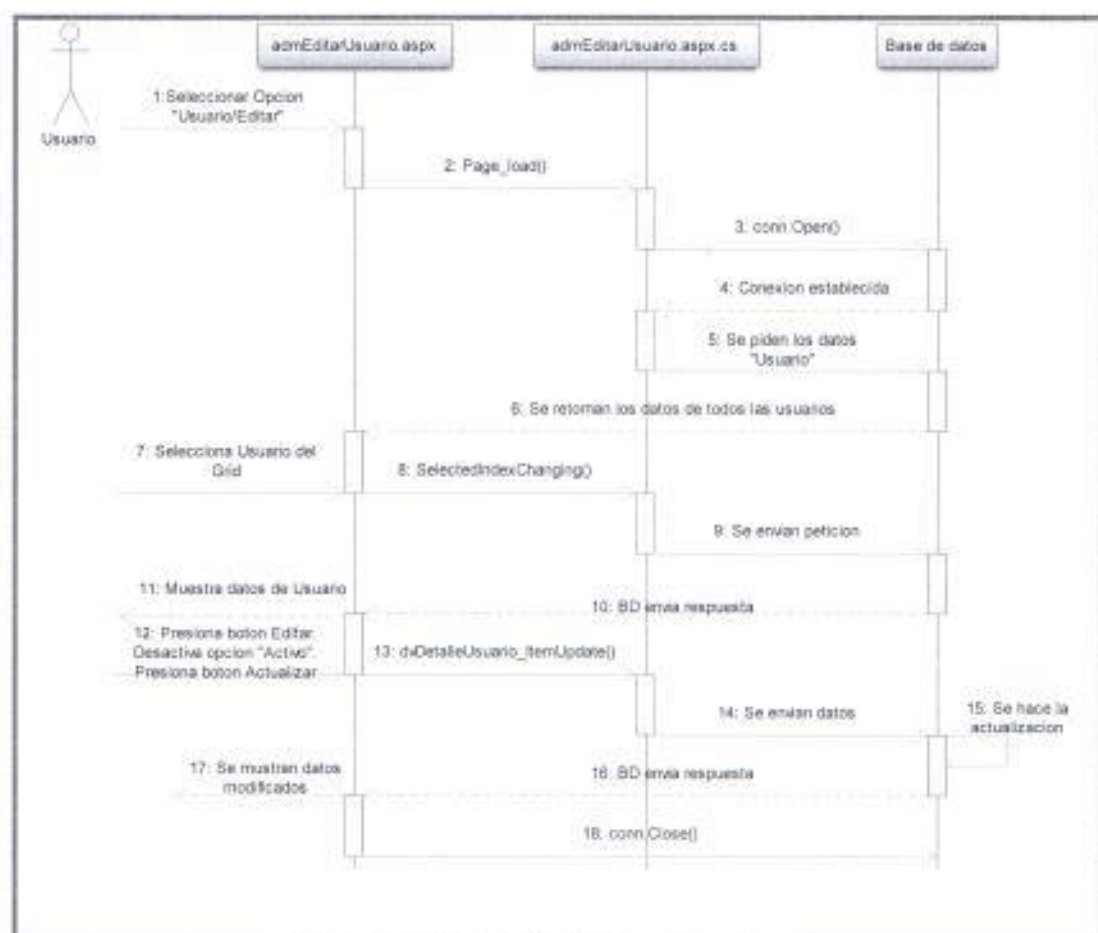 admEditarUsuario.aspx
admEditarUsuario.aspx.cs
Base de datos
Usuario
1:Seleccionar Opcion
"Usuario/Editar"
2: Page_load()
3: conn.Open()
4: Conexion establecida
5: Se piden los datos
"Usuario"
6: Se retornan los datos de todos las usuarios
7: Selecciona Usuario del
Grid
8: SelectedIndexChanging()
9: Se envian peticion
11: Muestra datos de Usuario
10: BD envia respuesta
12: Presiona boton Editar.
Desactiva opcion "Activo".
Presiona boton Actualizar
13: dvDetalleUsuario_ItemUpdate()
14: Se envian datos
15: Se hace la
actualizacion
17: Se mustran datos
modificados
16: BD envia respuesta
18: conn.Close()